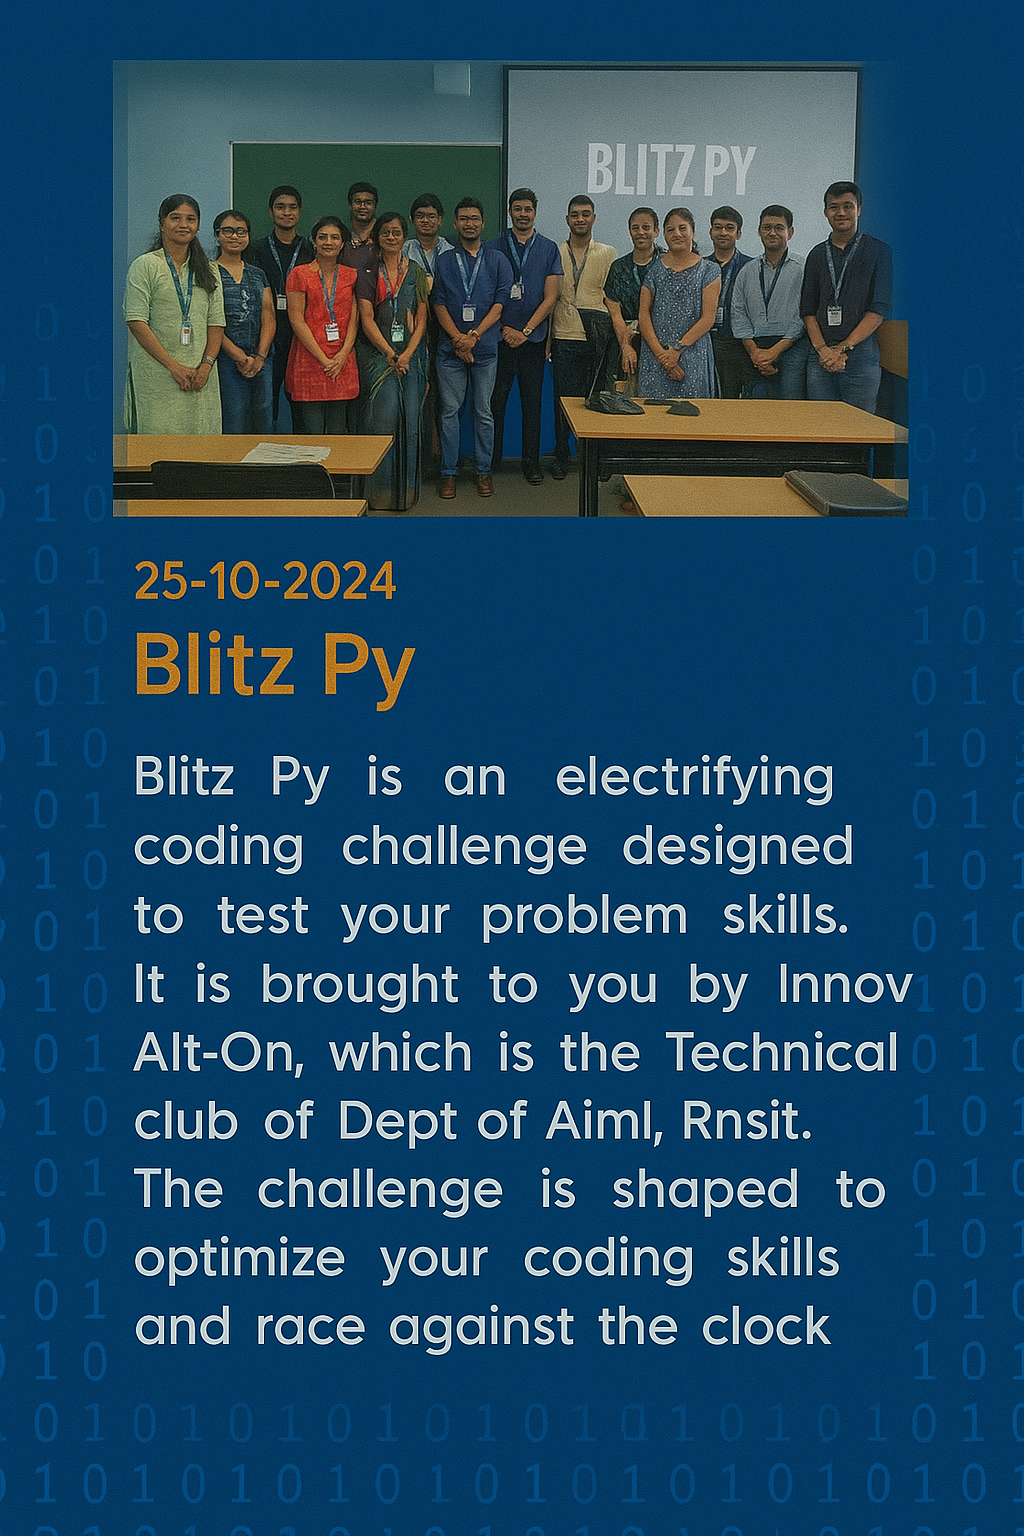 BLITZ PY
25-10-2024
Blitz Py
Blitz Py is an electrifying
coding challenge designed
to test your problem skills.
It is brought to you by Innov
Alt-On, which is the Technical
club of Dept of Aiml, Rnsit.
The challenge is shaped to
optimize your coding skills
and race against the clock